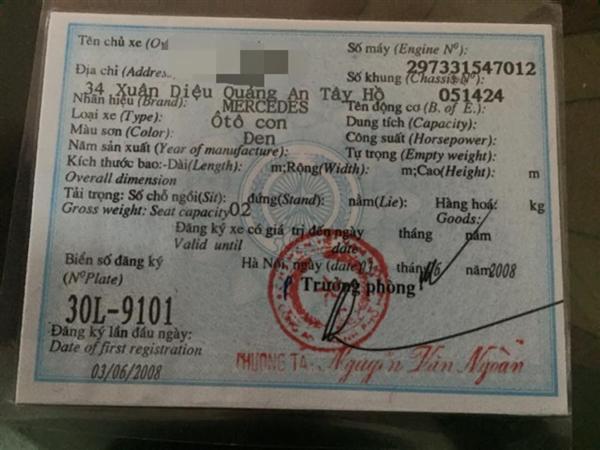 Tên chủ xe
Số máy (Engine Nº):
297331547012
Địa chỉ (Address
Số khung (Chassis Nº):
34 Xuân Diệu Quảng An Tây Hồ
051424
Nhãn hiệu (Brand): MERCEDES
Tên động cơ (B. of E.):
Loại xe (Type): Ôtô con
Dung tích (Capacity):
Màu sơn (Color): Đen
Công suất (Horsepower):
Năm sản xuất (Year of manufacture):
Tự trọng (Empty weight):
Kích thước bao:-Dài(Length): m;Rộng(Width): m;Cao(Height): m
Overall dimension
Tải trọng: Số chỗ ngồi(Sit): đứng(Stand): nằm(Lie): Hàng hoá: kg
Gross weight: Seat capacity 02 Goods:
Đăng ký xe có giá trị đến ngày tháng năm
Valid until date
Biển số đăng ký
Hà Nội, ngày (date) 01 tháng 06 năm 2008
(NºPlate)
Trưởng phòng
30L-9101
Đăng ký lần đầu ngày:
Date of first registration
THƯỢNG TÁ: Nguyễn Văn Ngoàn
03/06/2008